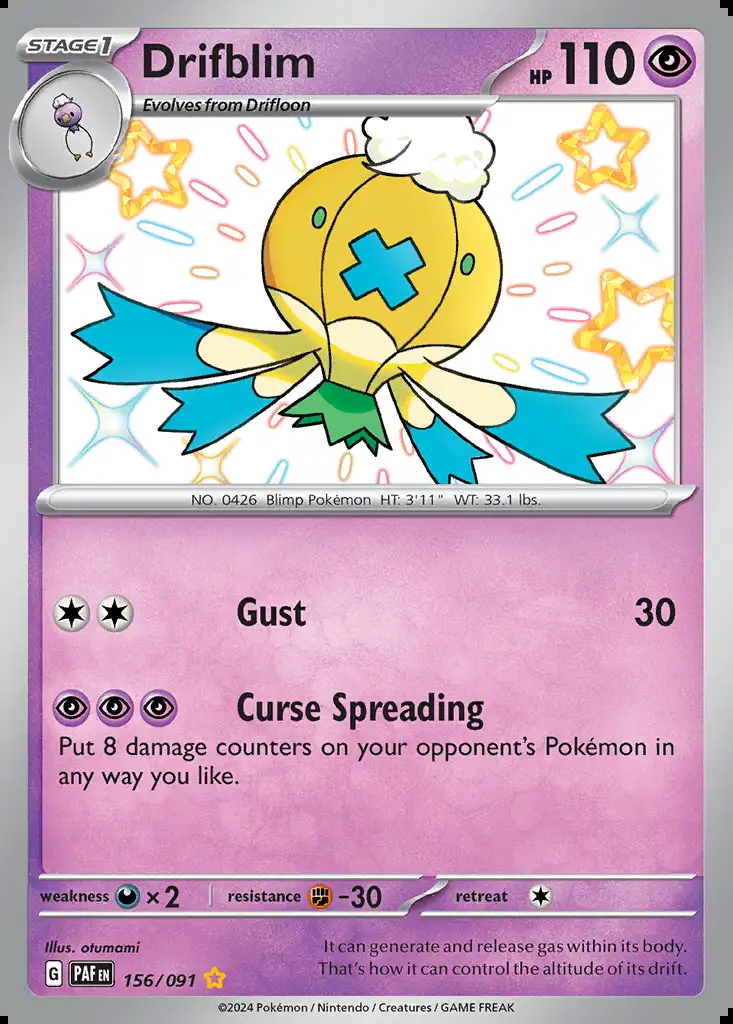 STAGE1
Drifblim
HP 110
Evolves from Drifloon
NO. 0426 Blimp Pokémon HT: 3'11" WT: 33.1 lbs.
Gust 30
Curse Spreading
Put 8 damage counters on your opponent's Pokémon in
any way you like.
weakness ×2 resistance -30 retreat
Illus. otumami
It can generate and release gas within its body.
That's how it can control the altitude of its drift.
G PAF EN 156/091
©2024 Pokémon / Nintendo / Creatures / GAME FREAK